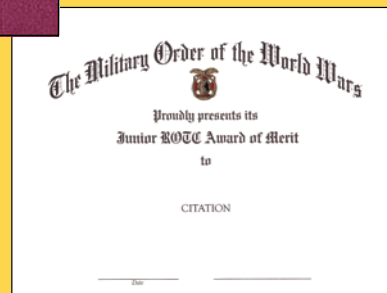 The Military Order of the World Wars
Proudly presents its
Junior ROTC Award of Merit
to
CITATION
Date